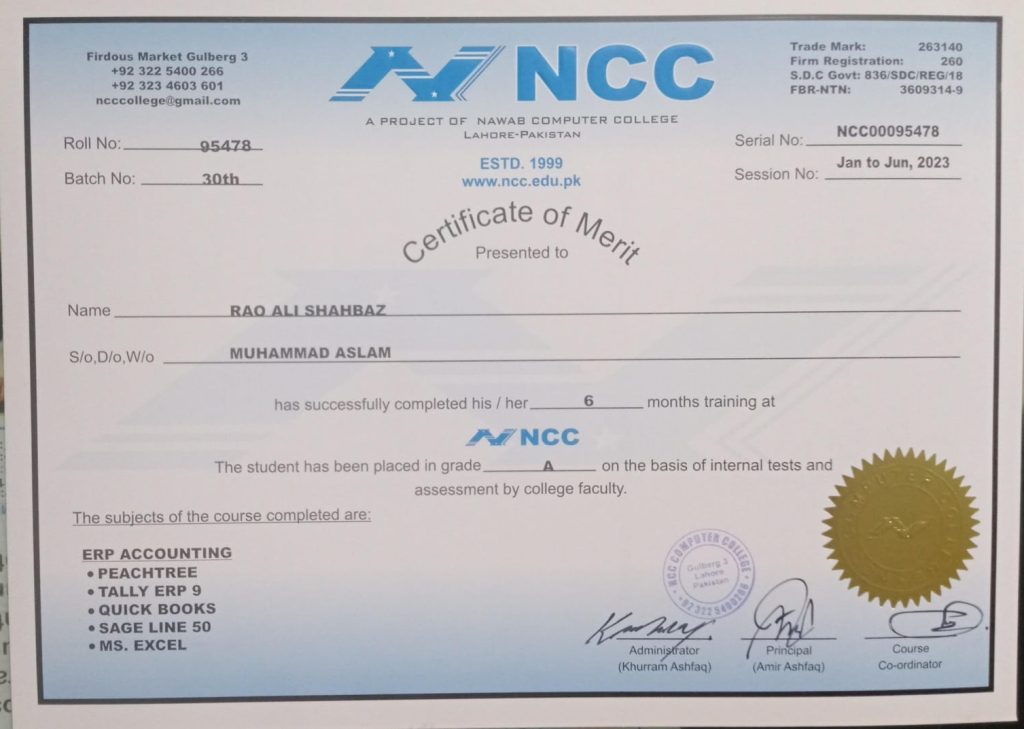 Firdous Market Gulberg 3
+92 322 5400 266
+92 323 4603 601
ncccollege@gmail.com
NCC
A PROJECT OF NAWAB COMPUTER COLLEGE
LAHORE-PAKISTAN
ESTD. 1999
www.ncc.edu.pk
Trade Mark: 263140
Firm Registration: 260
S.D.C Govt: 836/SDC/REG/18
FBR-NTN: 3609314-9
Roll No: 95478
Batch No: 30th
Serial No: NCC00095478
Session No: Jan to Jun, 2023
Certificate of Merit
Presented to
Name RAO ALI SHAHBAZ
S/o,D/o,W/o MUHAMMAD ASLAM
has successfully completed his / her 6 months training at
NCC
The student has been placed in grade A on the basis of internal tests and
assessment by college faculty.
The subjects of the course completed are:
ERP ACCOUNTING
• PEACHTREE
• TALLY ERP 9
• QUICK BOOKS
• SAGE LINE 50
• MS. EXCEL
NCC COMPUTER COLLEGE
Gulberg 3
Lahore
Pakistan
+92 322 5400266
Administrator
(Khurram Ashfaq)
Principal
(Amir Ashfaq)
Course
Co-ordinator